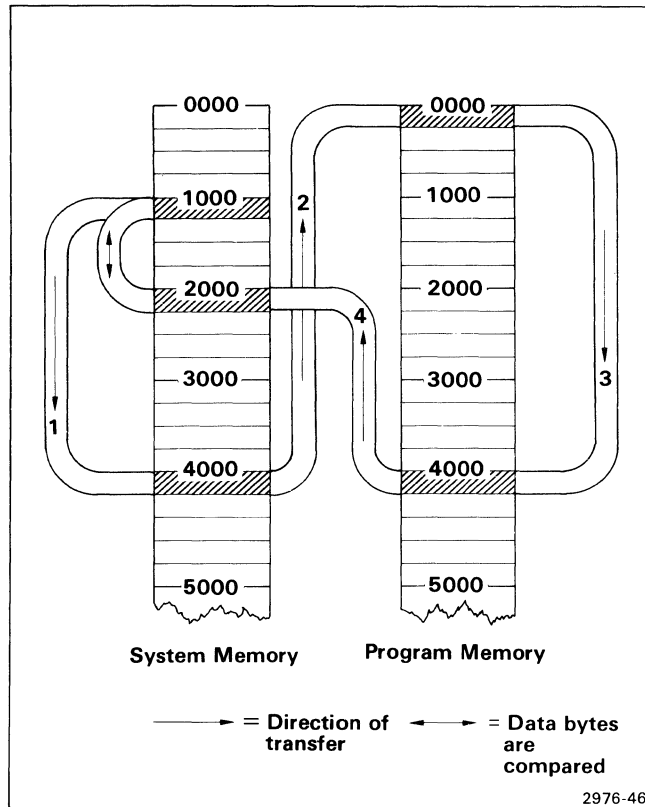 0000
1000
2000
3000
4000
5000
System Memory
0000
1000
2000
3000
4000
5000
Program Memory
1
2
3
4
= Direction of
transfer
= Data bytes
are
compared
2976-46